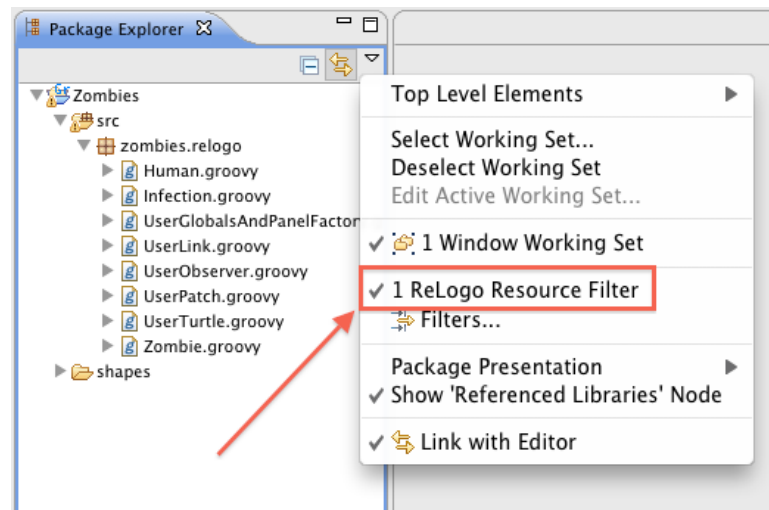 Package Explorer
Zombies
src
zombies.relogo
Human.groovy
Infection.groovy
UserGlobalsAndPanelFactor
UserLink.groovy
UserObserver.groovy
UserPatch.groovy
UserTurtle.groovy
Zombie.groovy
shapes
Top Level Elements
Select Working Set...
Deselect Working Set
Edit Active Working Set...
1 Window Working Set
1 ReLogo Resource Filter
Filters...
Package Presentation
Show 'Referenced Libraries' Node
Link with Editor